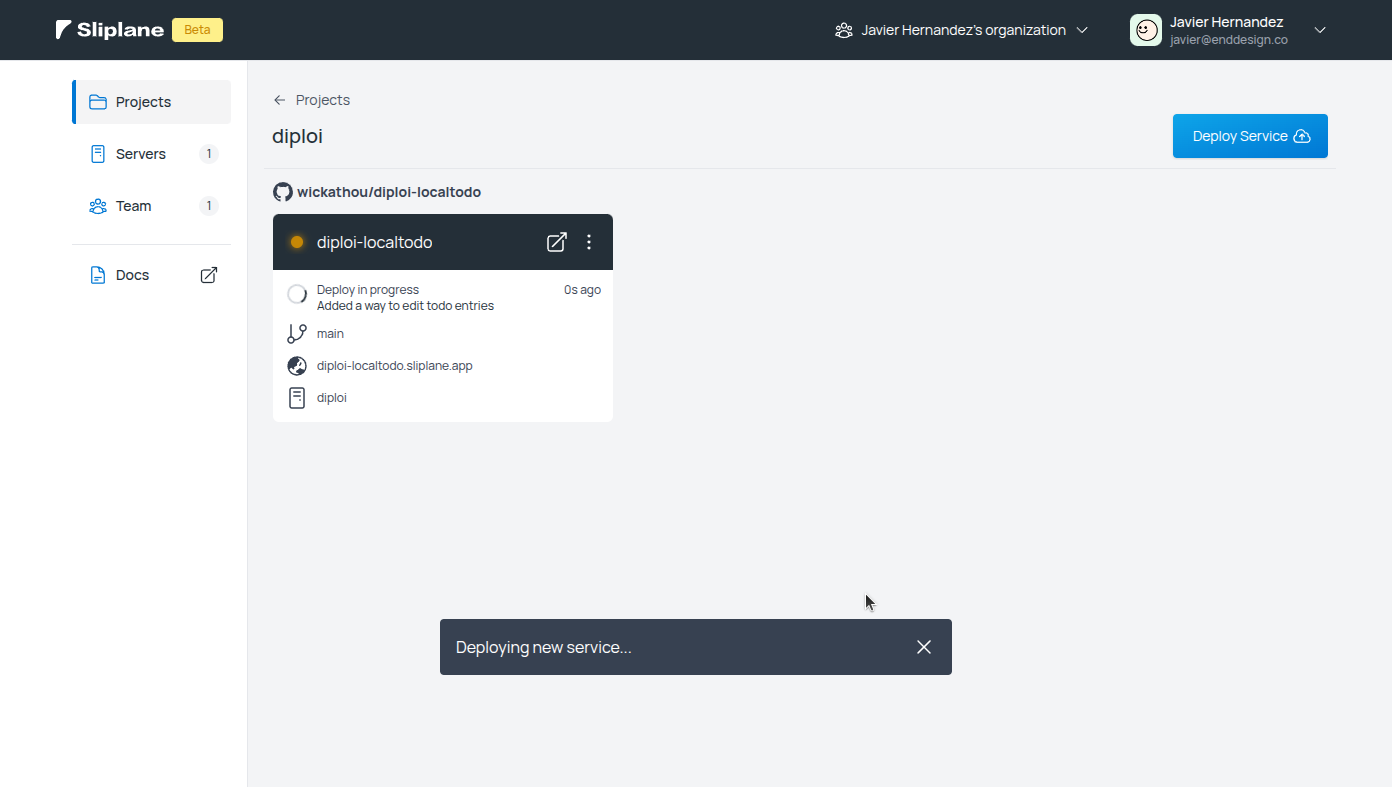 Sliplane Beta
Javier Hernandez's organization
Javier Hernandez
javier@enddesign.co
Projects
Servers 1
Team 1
Docs
Projects
diploi
Deploy Service
wickathou/diploi-localtodo
diploi-localtodo
Deploy in progress 0s ago
Added a way to edit todo entries
main
diploi-localtodo.sliplane.app
diploi
Deploying new service...